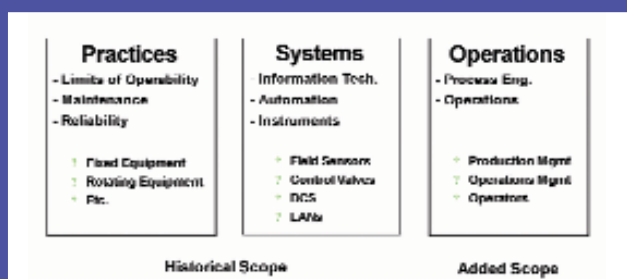 Practices
- Limits of Operability
- Maintenance
- Reliability
? Fixed Equipment
? Rotating Equipment
* Etc.
Systems
- Information Tech.
- Automation
- Instruments
* Field Sensors
? Control Valves
* DCS
? LANs
Operations
- Process Eng.
- Operations
* Production Mgmt
? Operations Mgmt
* Operators
Historical Scope
Added Scope